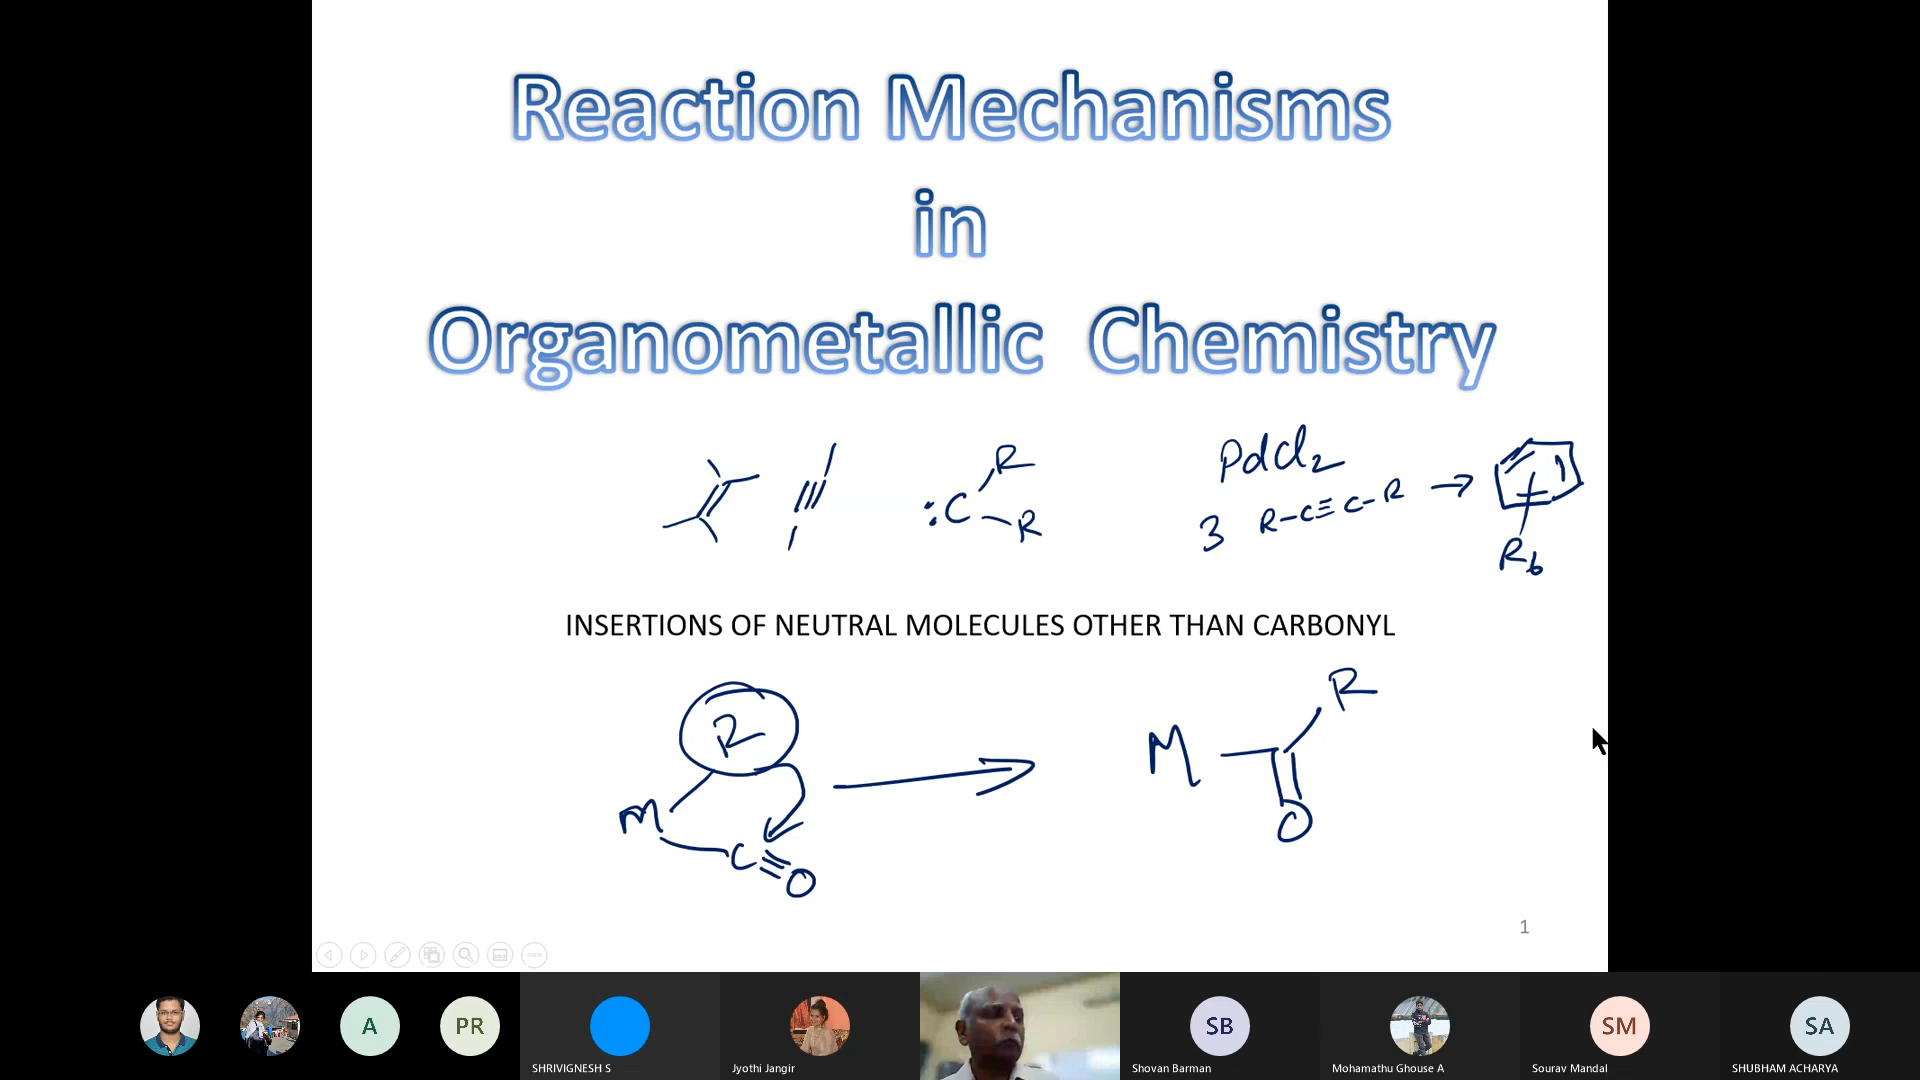 Reaction Mechanisms
in
Organometallic Chemistry
PdCl2
:C R
R
3 R-C≡C-R →
R6
INSERTIONS OF NEUTRAL MOLECULES OTHER THAN CARBONYL
R
M
C≡O
M
R
O
1
A
PR
SB
SM
SA
SHRIVIGNESH S
Jyothi Jangir
Shovan Barman
Mohamathu Ghouse A
Sourav Mandal
SHUBHAM ACHARYA